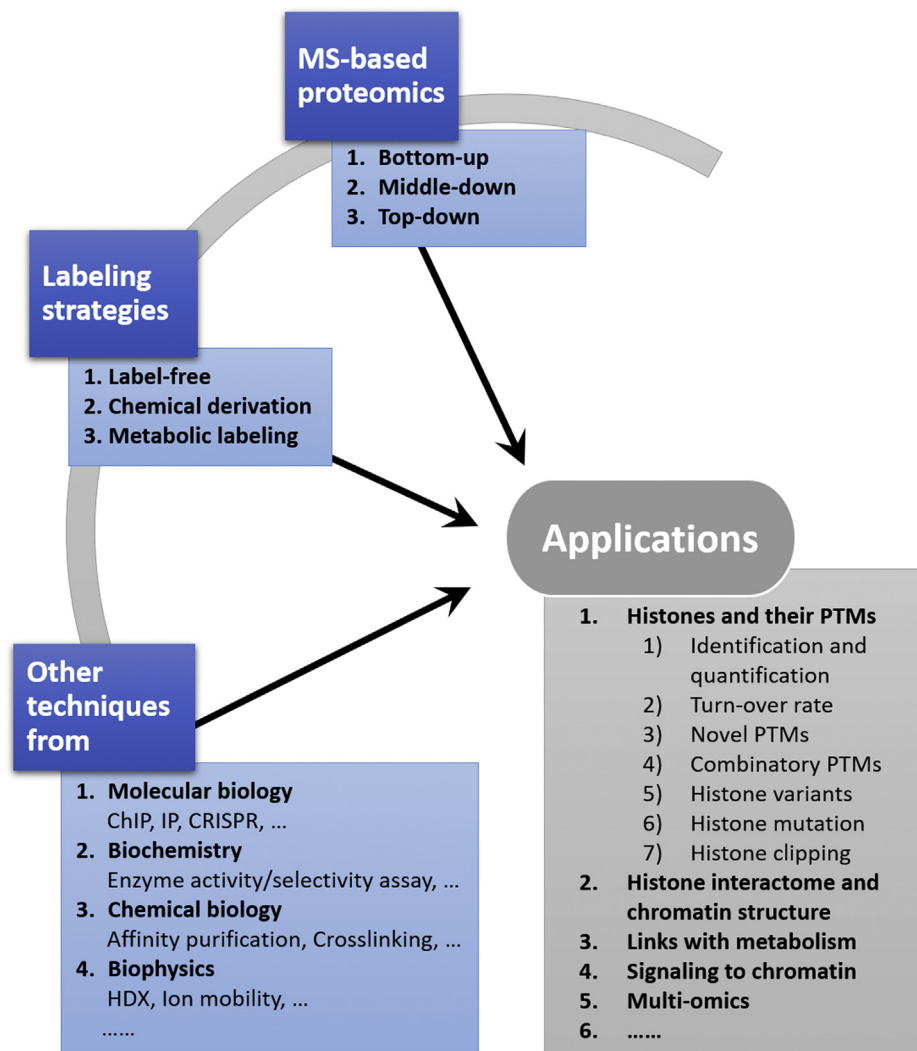 MS-based
proteomics
1. Bottom-up
2. Middle-down
3. Top-down
Labeling
strategies
1. Label-free
2. Chemical derivation
3. Metabolic labeling
Other
techniques
from
1. Molecular biology
ChIP, IP, CRISPR, ...
2. Biochemistry
Enzyme activity/selectivity assay, ...
3. Chemical biology
Affinity purification, Crosslinking, ...
4. Biophysics
HDX, Ion mobility, ...
......
Applications
1. Histones and their PTMs
1) Identification and
quantification
2) Turn-over rate
3) Novel PTMs
4) Combinatory PTMs
5) Histone variants
6) Histone mutation
7) Histone clipping
2. Histone interactome and
chromatin structure
3. Links with metabolism
4. Signaling to chromatin
5. Multi-omics
6. ......